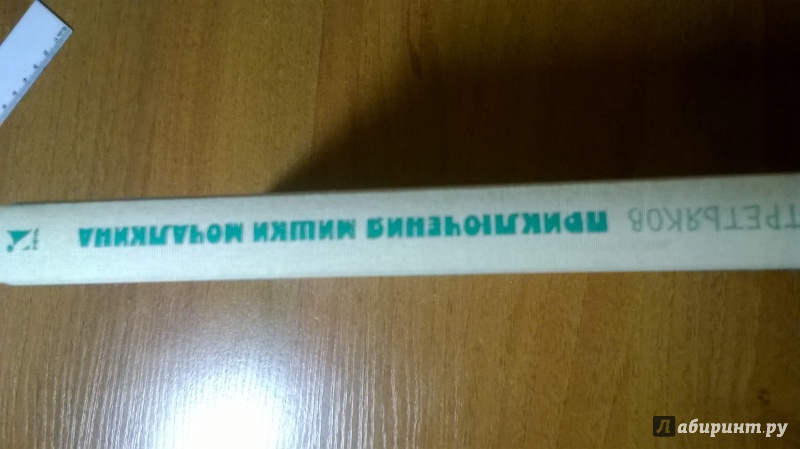 ТРЕТЬЯКОВ ПРИКЛЮЧЕНИЯ МИШКИ МОЧАЛКИНА
Лабиринт.ру